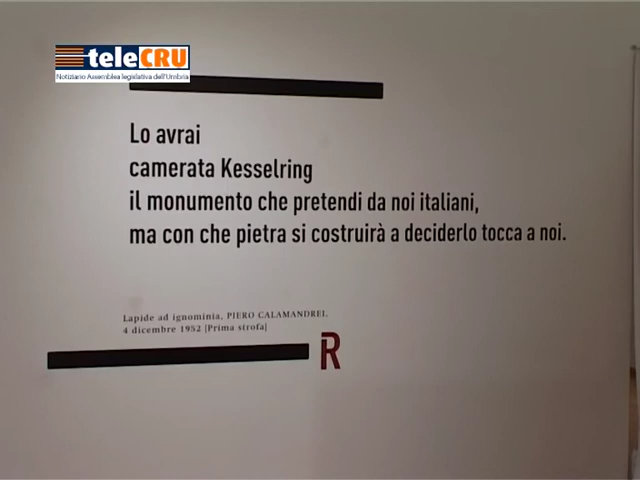 teleCRU
Notiziario Assemblea legislativa dell'Umbria
Lo avrai
camerata Kesselring
il monumento che pretendi da noi italiani,
ma con che pietra si costruirà a deciderlo tocca a noi.
Lapide ad ignominia, PIERO CALAMANDREI.
4 dicembre 1952 [Prima strofa]
R